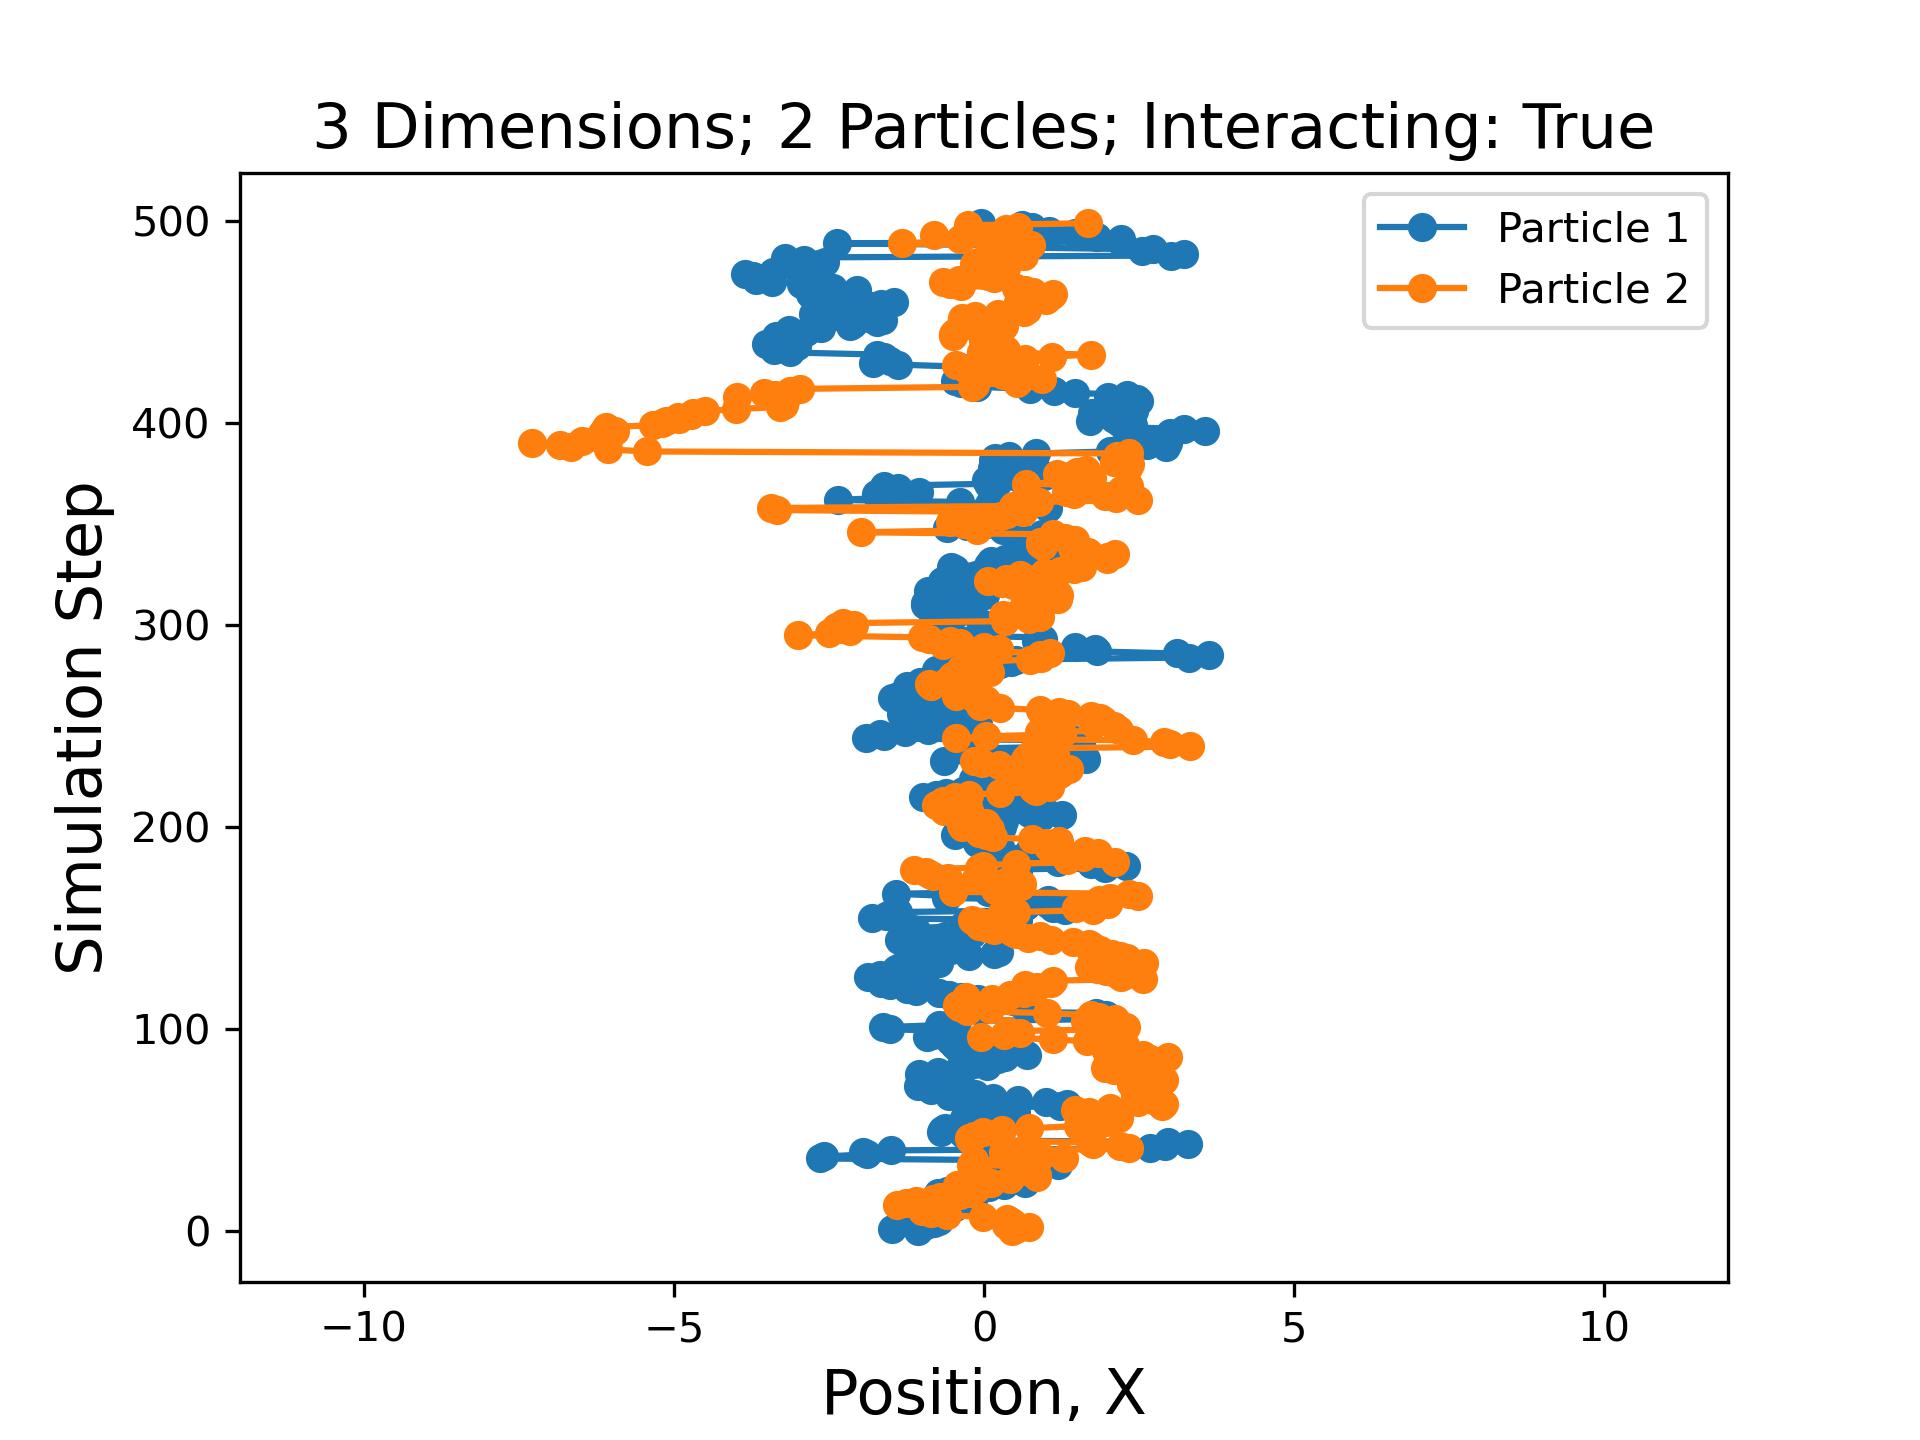 3 Dimensions; 2 Particles; Interacting: True
Particle 1
Particle 2
500
400
300
200
100
0
Simulation Step
−10
−5
0
5
10
Position, X